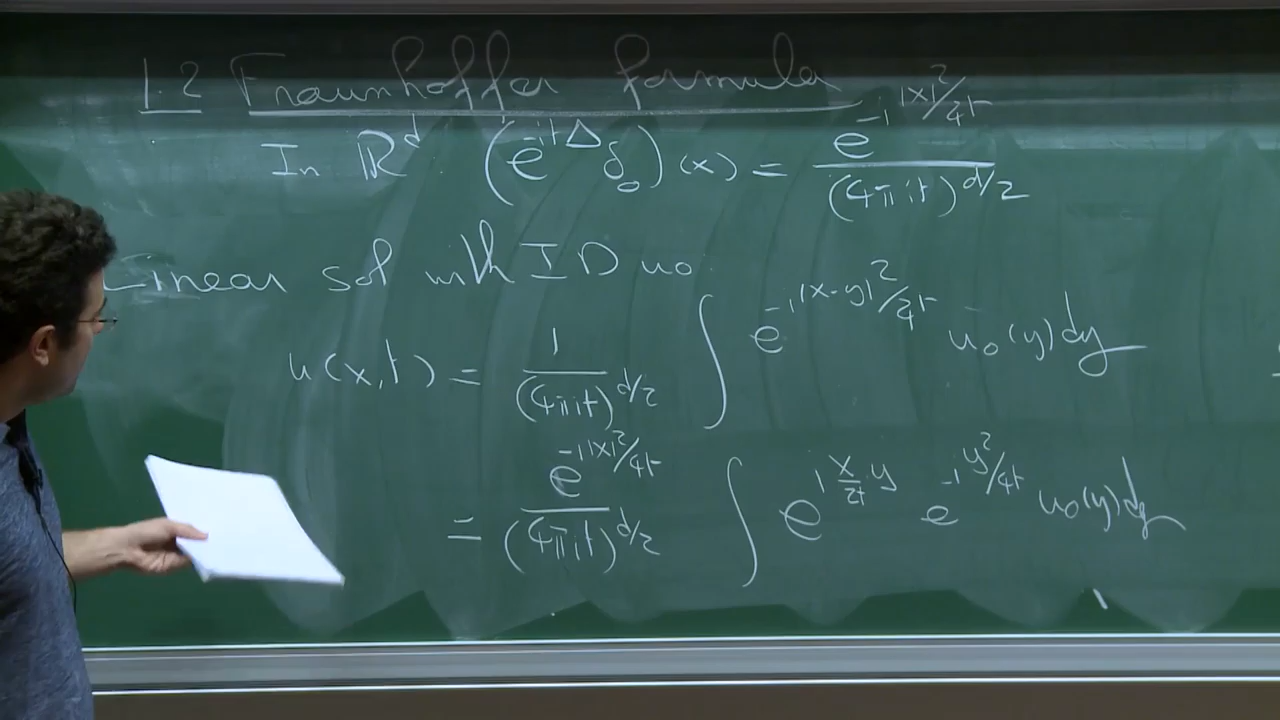 1.2 Fraunhoffer formula
In ℝ^d: (e^{-it∆} δ_0)(x) = e^{-i|x|²/4t} / (4πit)^{d/2}
Linear sol with ID u_0:
u(x,t) = 1/(4πit)^{d/2} ∫ e^{-i|x-y|²/4t} u_0(y)dy
= e^{-i|x|²/4t} / (4πit)^{d/2} ∫ e^{i x/2t · y} e^{-i y²/4t} u_0(y)dy